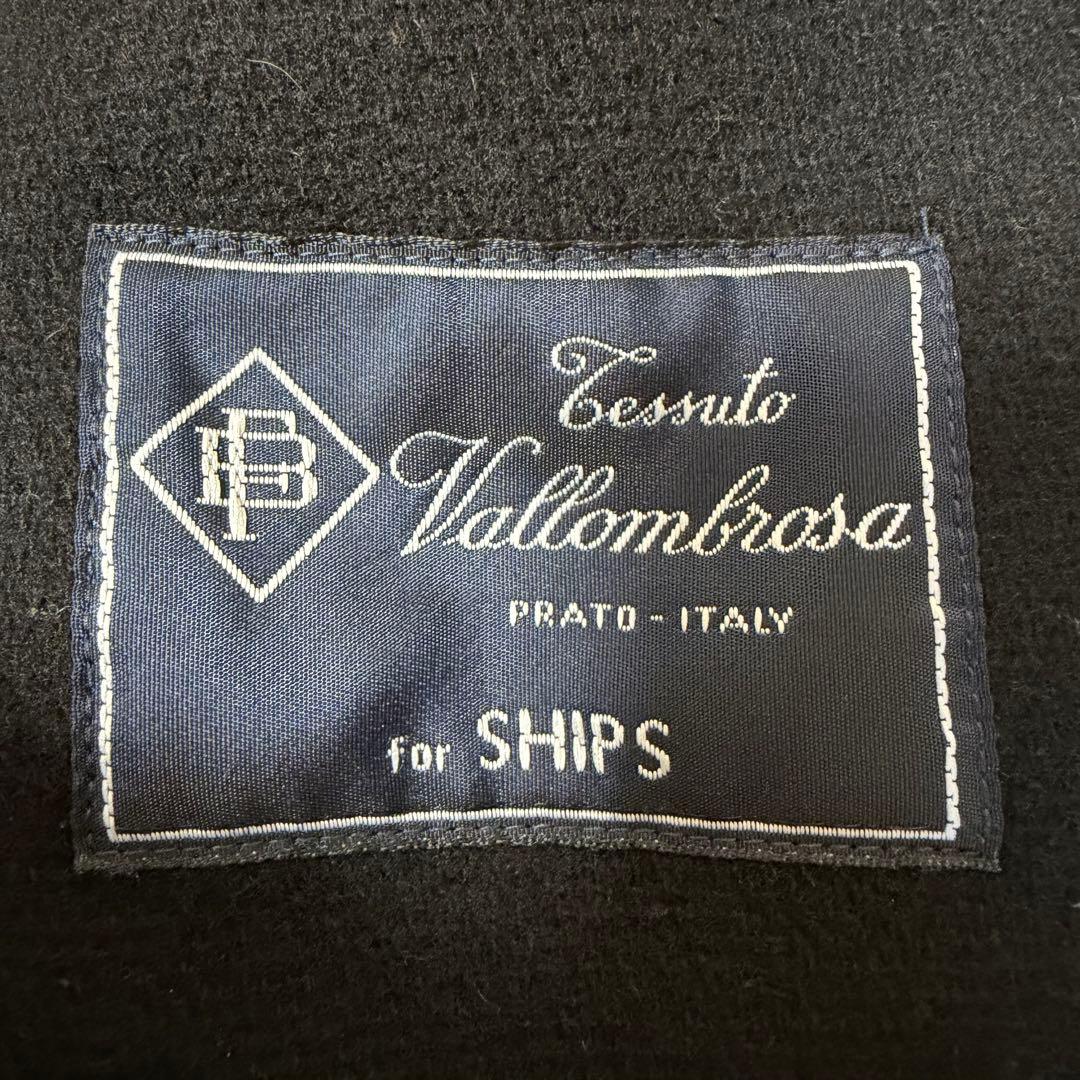 Tessuto
Vallombrosa
PRATO - ITALY
for SHIPS